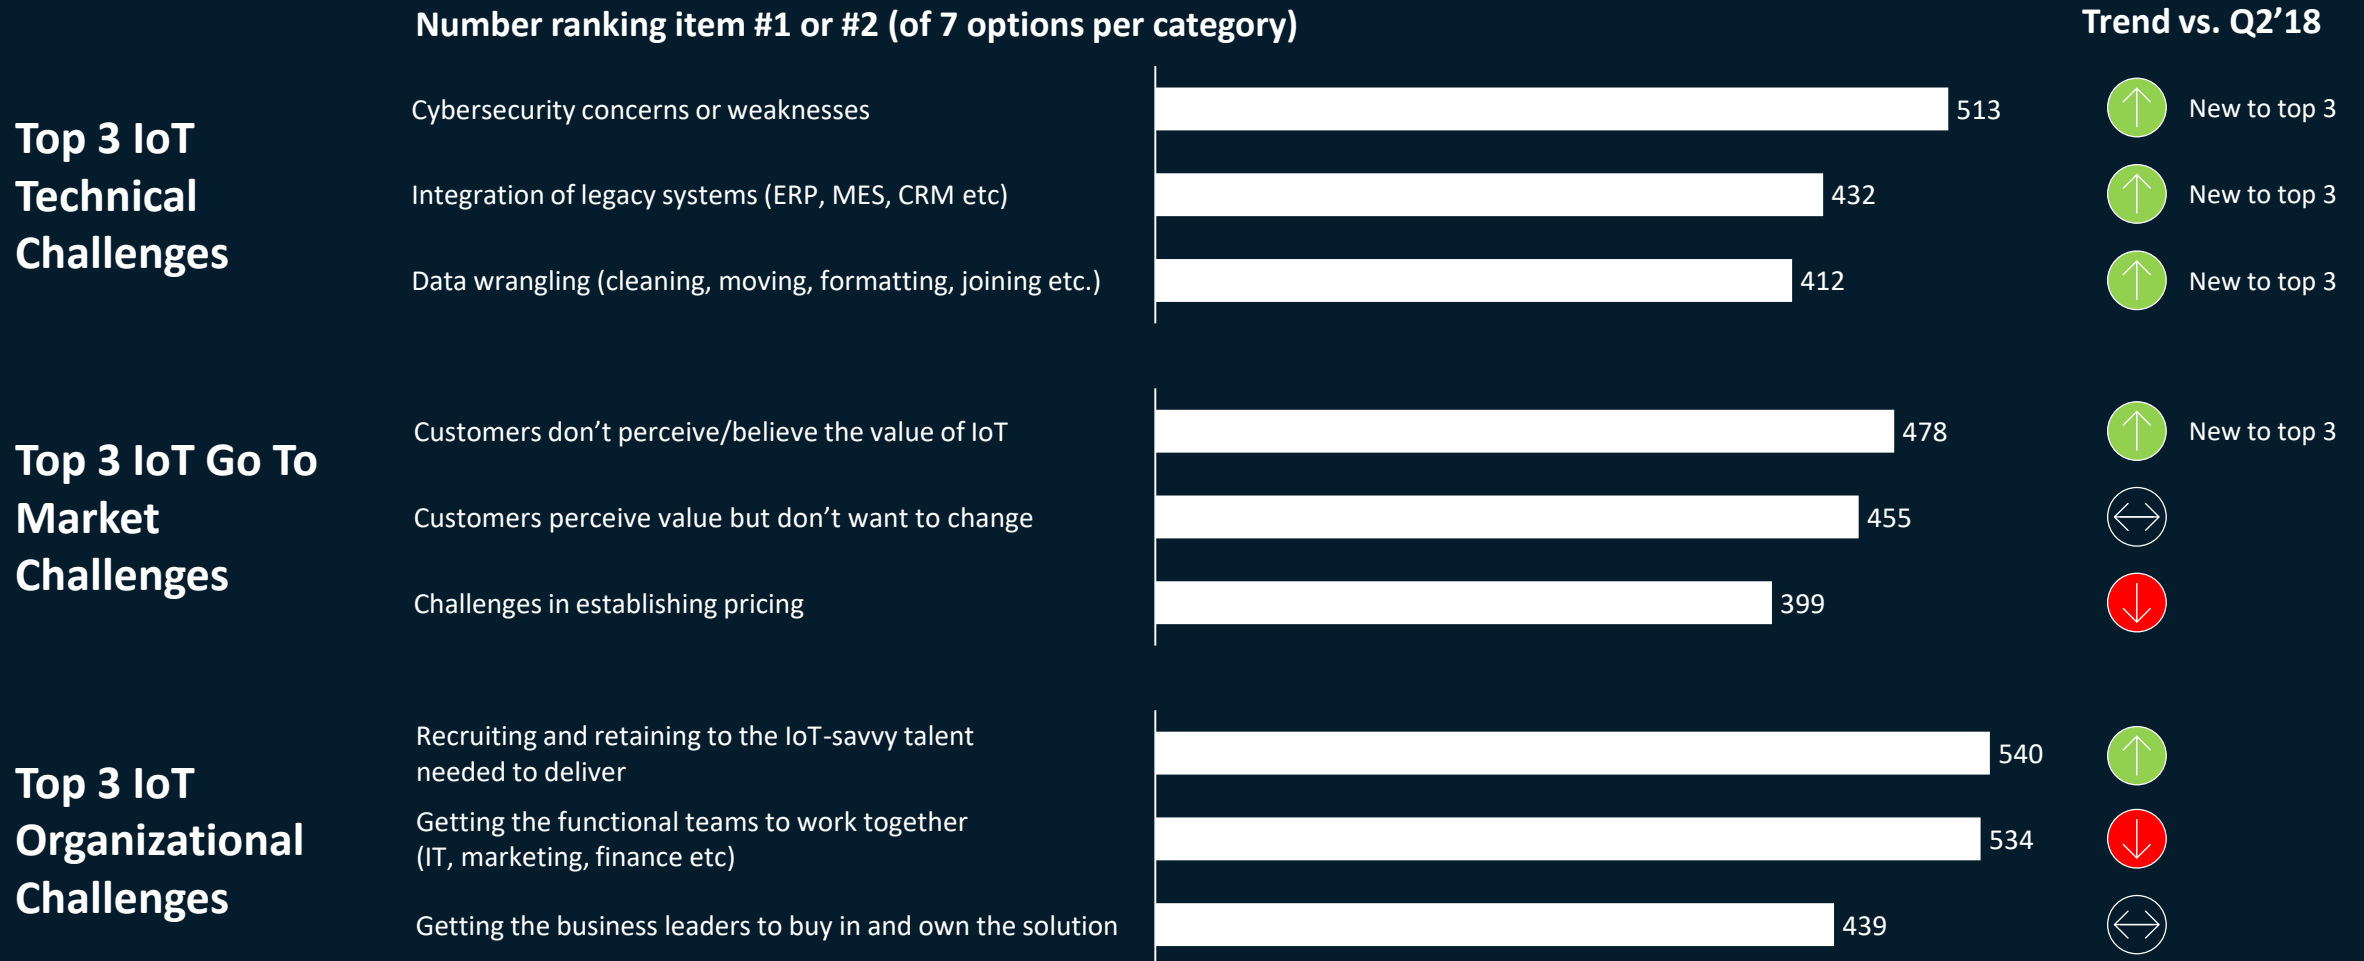 Number ranking item #1 or #2 (of 7 options per category)
Trend vs. Q2’18
Top 3 IoT
Technical
Challenges
Cybersecurity concerns or weaknesses
513
New to top 3
Integration of legacy systems (ERP, MES, CRM etc)
432
New to top 3
Data wrangling (cleaning, moving, formatting, joining etc.)
412
New to top 3
Top 3 IoT Go To
Market
Challenges
Customers don’t perceive/believe the value of IoT
478
New to top 3
Customers perceive value but don’t want to change
455
Challenges in establishing pricing
399
Top 3 IoT
Organizational
Challenges
Recruiting and retaining to the IoT-savvy talent
needed to deliver
540
Getting the functional teams to work together
(IT, marketing, finance etc)
534
Getting the business leaders to buy in and own the solution
439